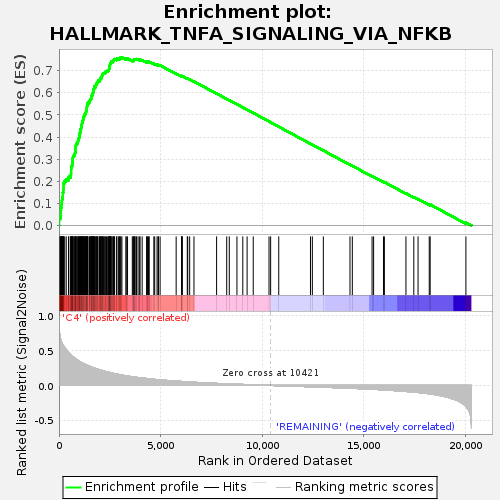 Enrichment plot:
HALLMARK_TNFA_SIGNALING_VIA_NFKB
Enrichment score (ES)
0.7
0.6
0.5
0.4
0.3
0.2
0.1
0.0
'C4' (positively correlated)
Ranked list metric (Signal2Noise)
1.0
0.5
0.0
-0.5
Zero cross at 10421
'REMAINING' (negatively correlated)
0
5,000
10,000
15,000
20,000
Rank in Ordered Dataset
Enrichment profile
Hits
Ranking metric scores